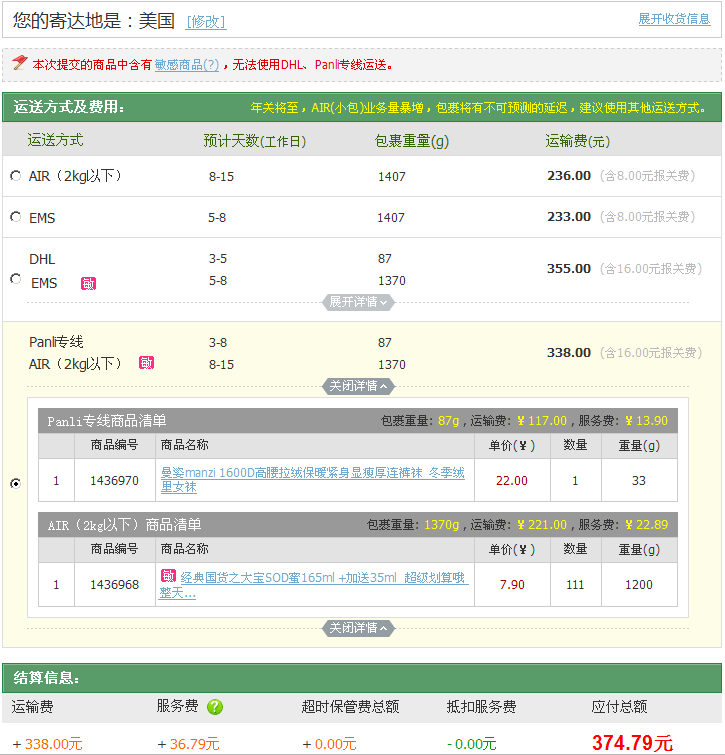 您的寄达地是：美国 [修改] 展开收货信息
本次提交的商品中含有敏感商品(?)，无法使用DHL、Panli专线运送。
运送方式及费用： 年关将至，AIR(小包)业务量暴增，包裹将有不可预测的延迟，建议使用其他运送方式。
运送方式 预计天数(工作日) 包裹重量(g) 运输费(元)
AIR（2kg以下） 8-15 1407 236.00 (含8.00元报关费)
EMS 5-8 1407 233.00 (含8.00元报关费)
DHL 3-5 87
355.00 (含16.00元报关费)
EMS 敏 5-8 1370
展开详情
Panli专线 3-8 87
338.00 (含16.00元报关费)
AIR（2kg以下） 敏 8-15 1370
关闭详情
Panli专线商品清单 包裹重量: 87g , 运输费: ¥ 117.00 , 服务费: ¥ 13.90
商品编号 商品名称 单价(¥) 数量 重量(g)
1 1436970 曼姿manzi 1600D高腰拉绒保暖紧身显瘦厚连裤袜 冬季绒 22.00 1 33
里女袜
AIR（2kg以下）商品清单 包裹重量: 1370g , 运输费: ¥ 221.00 , 服务费: ¥ 22.89
商品编号 商品名称 单价(¥) 数量 重量(g)
1 1436968 敏 经典国货之大宝SOD蜜165ml +加送35ml 超级划算哦 7.90 111 1200
整天...
关闭详情
结算信息：
运输费 服务费 ? 超时保管费总额 抵扣服务费 应付总额
+ 338.00元 + 36.79元 + 0.00元 - 0.00元 374.79元